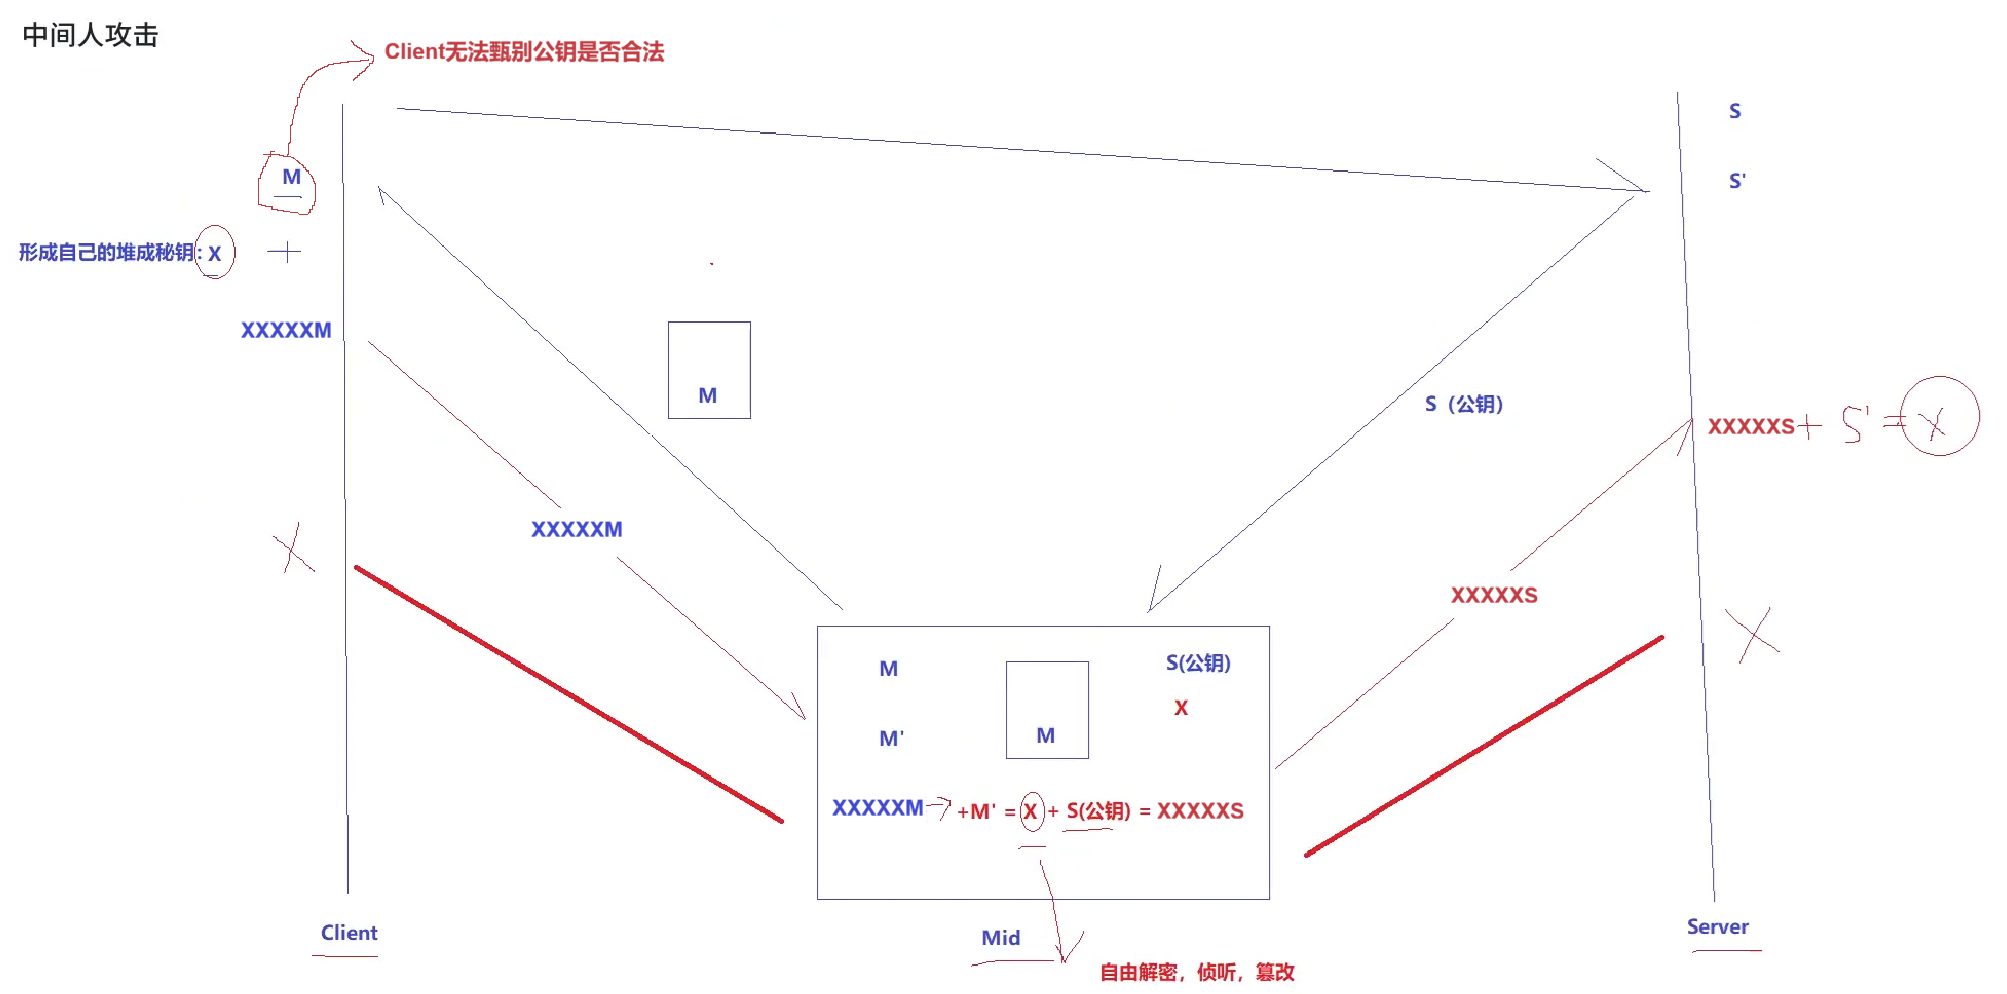 中间人攻击
Client无法甄别公钥是否合法
S
M
S'
形成自己的堆成秘钥: X +
XXXXXM
M
S（公钥）
XXXXXS+ S' = X
XXXXXM
X
XXXXXS
X
M
S(公钥)
X
M'
M
XXXXXM +M' = X + S(公钥) = XXXXXS
Client
Mid
Server
自由解密，侦听，篡改